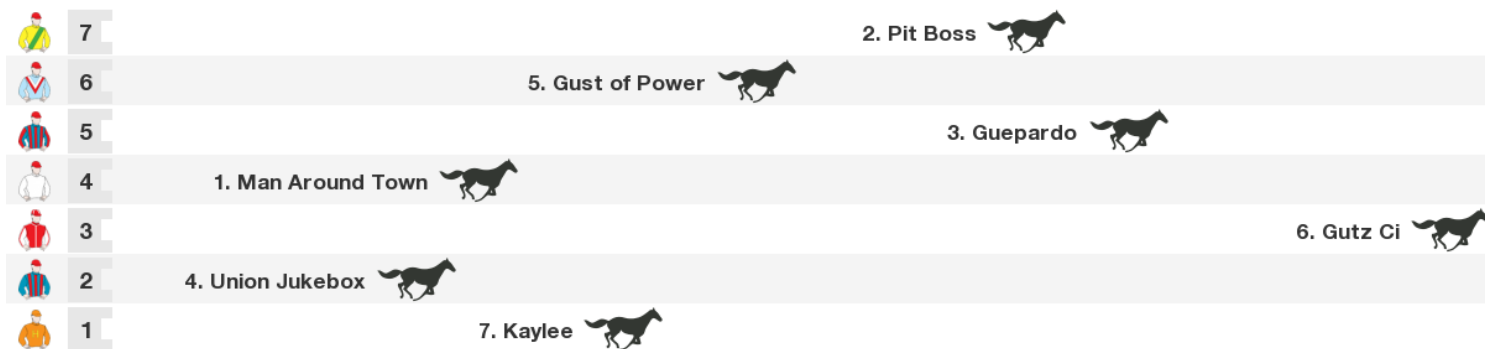 7 2. Pit Boss
6 5. Gust of Power
5 3. Guepardo
4 1. Man Around Town
3 6. Gutz Ci
2 4. Union Jukebox
1 7. Kaylee